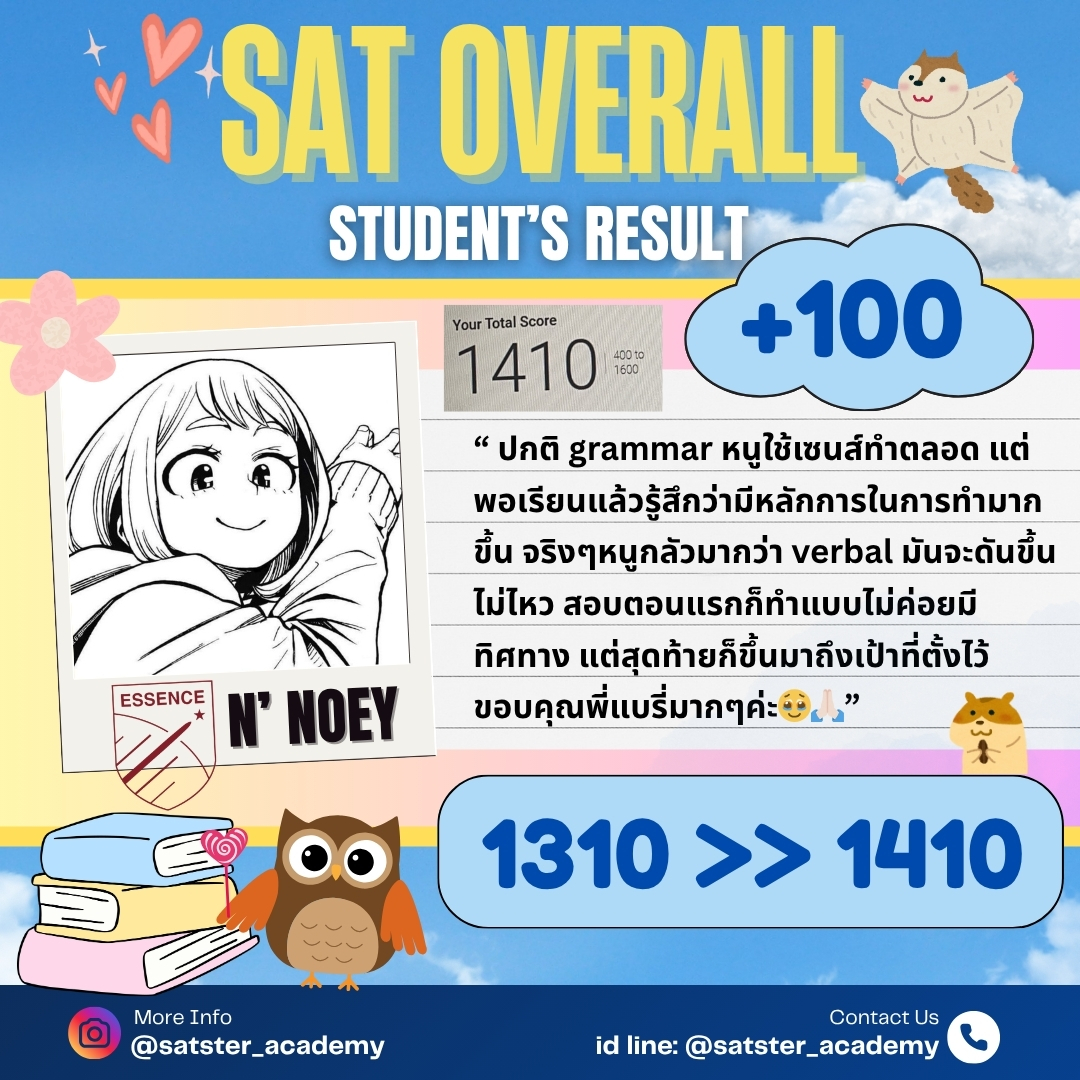 SAT OVERALL
STUDENT'S RESULT
+100
Your Total Score
1410
400 to
1600
“ ปกติ grammar หนูใช้เซนส์ทำตลอด แต่
พอเรียนแล้วรู้สึกว่ามีหลักการในการทำมาก
ขึ้น จริงๆหนูกลัวมากว่า verbal มันจะดันขึ้น
ไม่ไหว สอบตอนแรกก็ทำแบบไม่ค่อยมี
ทิศทาง แต่สุดท้ายก็ขึ้นมาถึงเป้าที่ตั้งไว้
ขอบคุณพี่แบรี่มากๆค่ะ🥹🙏🏻”
ESSENCE
N' NOEY
1310 >> 1410
More Info
@satster_academy
Contact Us
id line: @satster_academy